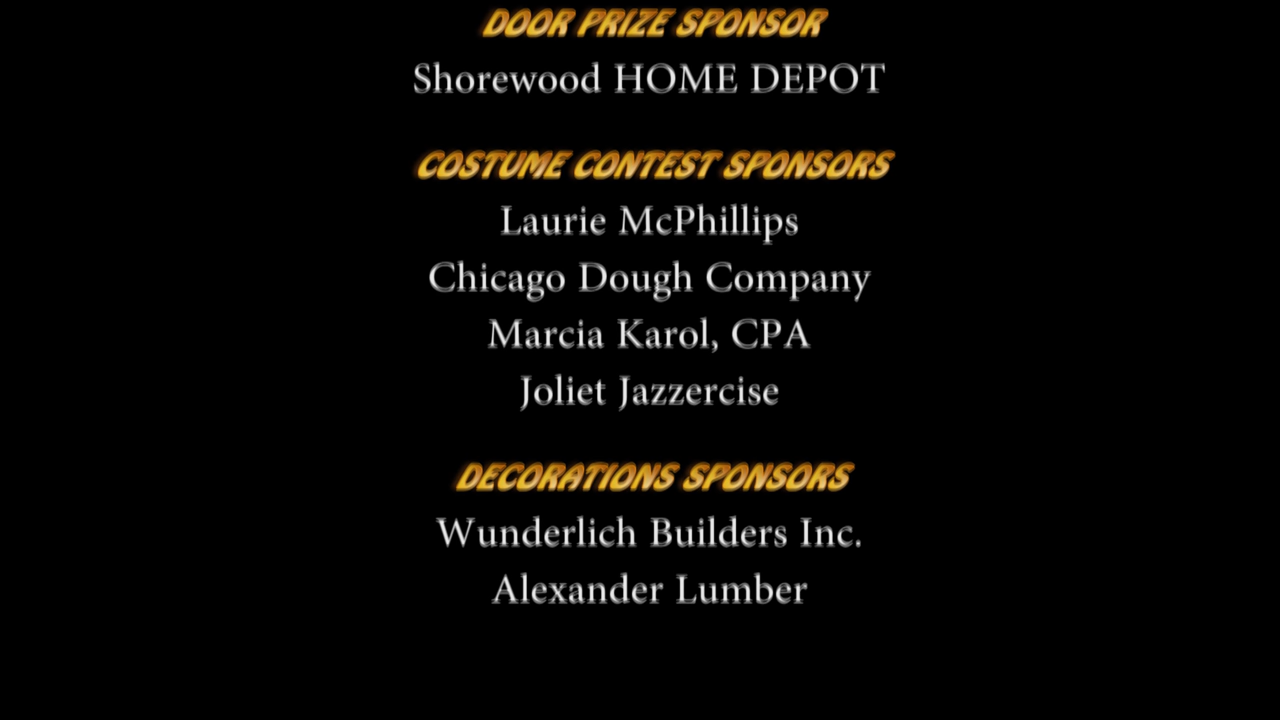 DOOR PRIZE SPONSOR
Shorewood HOME DEPOT
COSTUME CONTEST SPONSORS
Laurie McPhillips
Chicago Dough Company
Marcia Karol, CPA
Joliet Jazzercise
DECORATIONS SPONSORS
Wunderlich Builders Inc.
Alexander Lumber